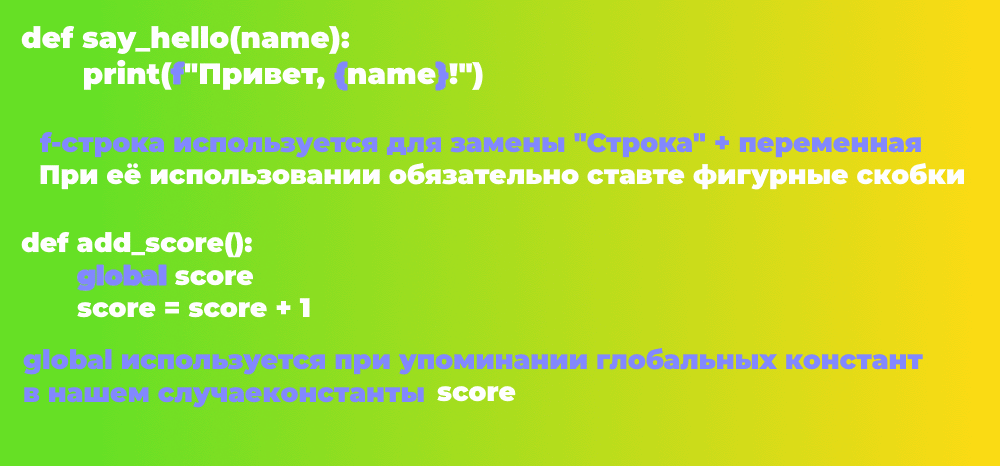 def say_hello(name):
print(f"Привет, {name}!")
f-строка используется для замены "Строка" + переменная
При её использовании обязательно ставте фигурные скобки
def add_score():
global score
score = score + 1
global используется при упоминании глобальных констант
в нашем случаеконстанты score